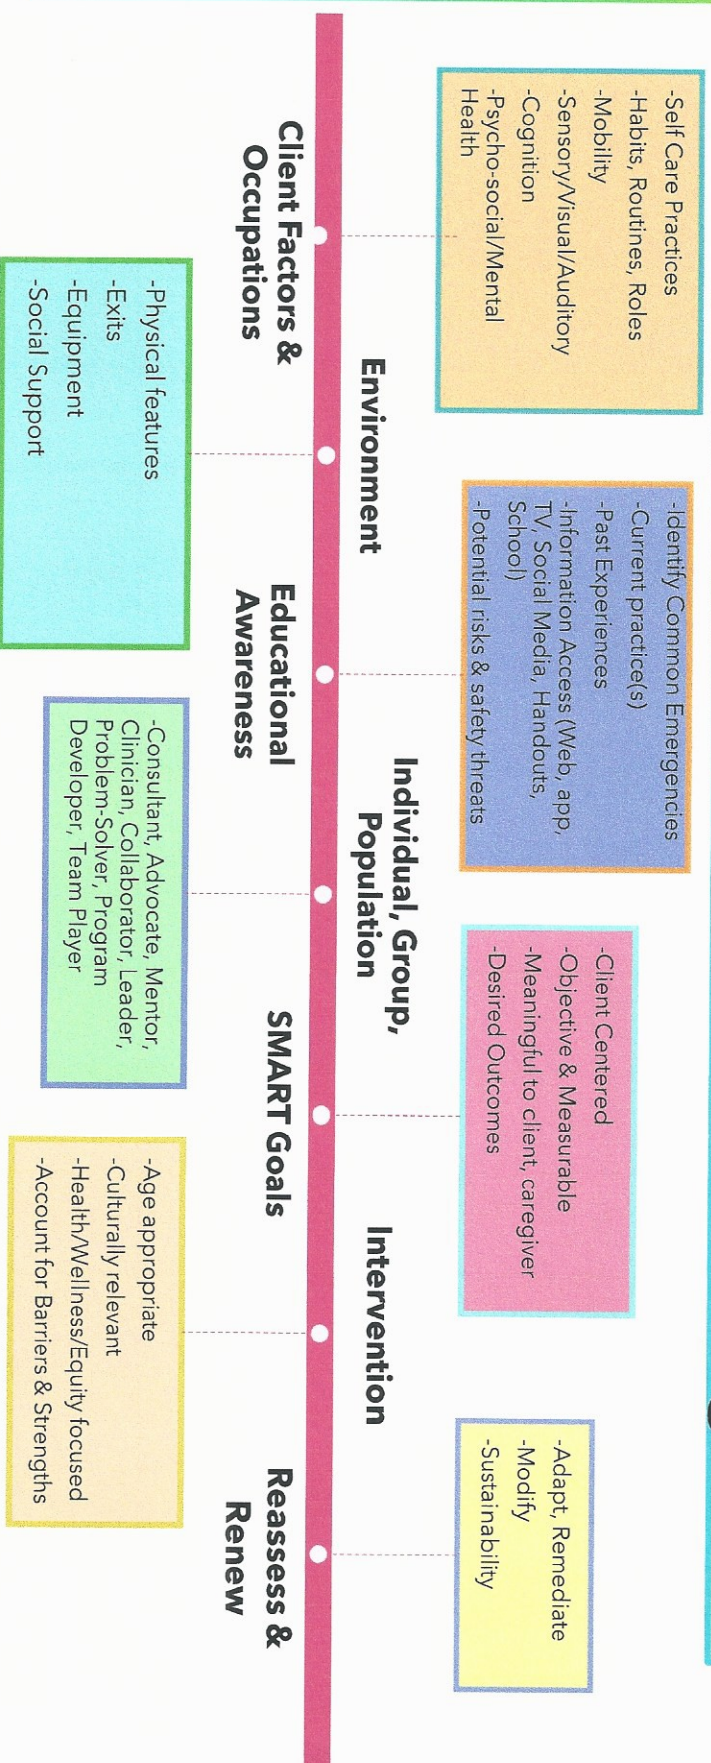 -Self Care Practices
-Habits, Routines, Roles
-Mobility
-Sensory/Visual/Auditory
-Cognition
-Psycho-social/Mental
Health
Client Factors &
Occupations
Environment
-Physical features
-Exits
-Equipment
-Social Support
-Identify Common Emergencies
-Current practice(s)
-Past Experiences
-Information Access (Web, app,
TV, Social Media, Handouts,
School)
-Potential risks & safety threats
Educational
Awareness
Individual, Group,
Population
-Consultant, Advocate, Mentor,
Clinician, Collaborator, Leader,
Problem-Solver, Program
Developer, Team Player
-Client Centered
-Objective & Measurable
-Meaningful to client, caregiver
-Desired Outcomes
SMART Goals
Intervention
-Age appropriate
-Culturally relevant
-Health/Wellness/Equity focused
-Account for Barriers & Strengths
-Adapt, Remediate
-Modify
-Sustainability
Reassess &
Renew